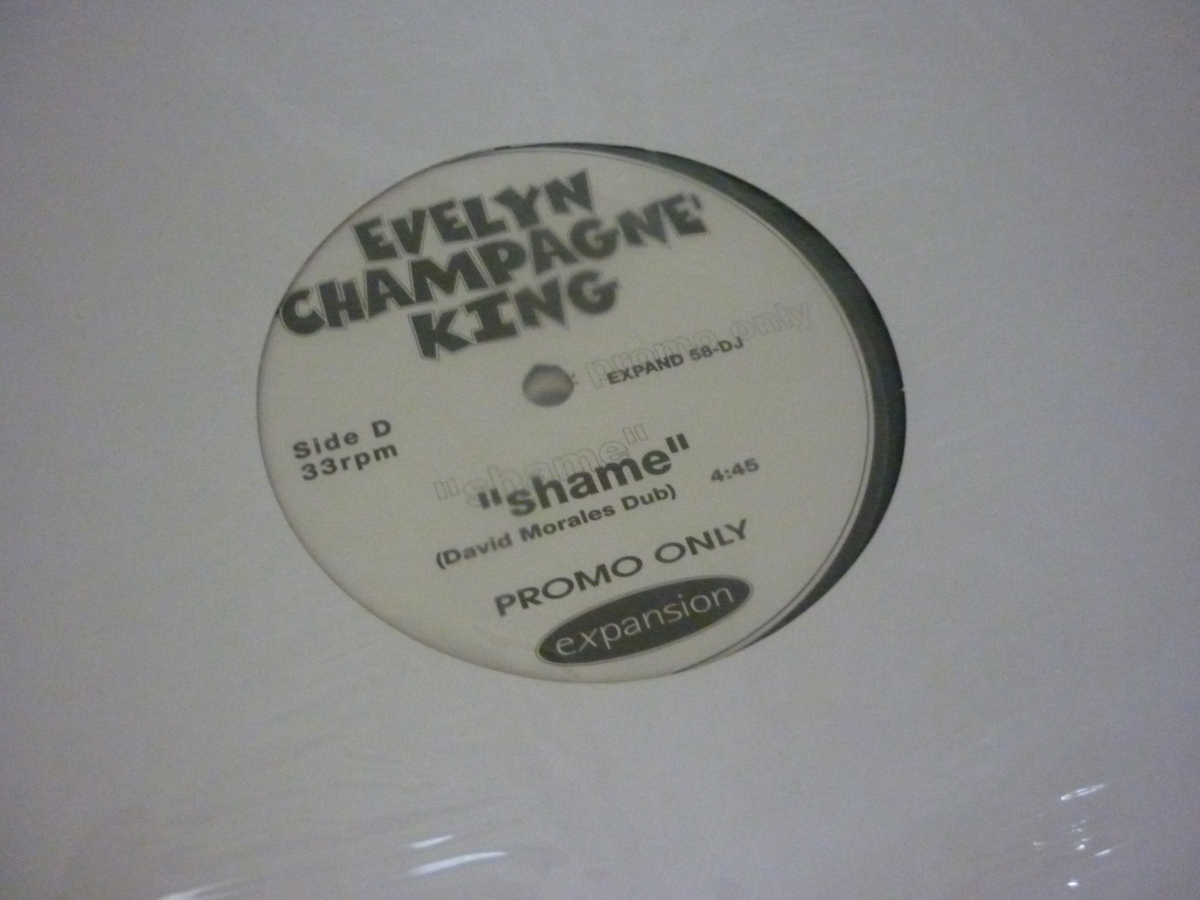 EVELYN
'CHAMPAGNE'
KING
promo only
EXPAND 58-DJ
Side D
33rpm
"shame"
"shame"
4:45
(David Morales Dub)
PROMO ONLY
expansion